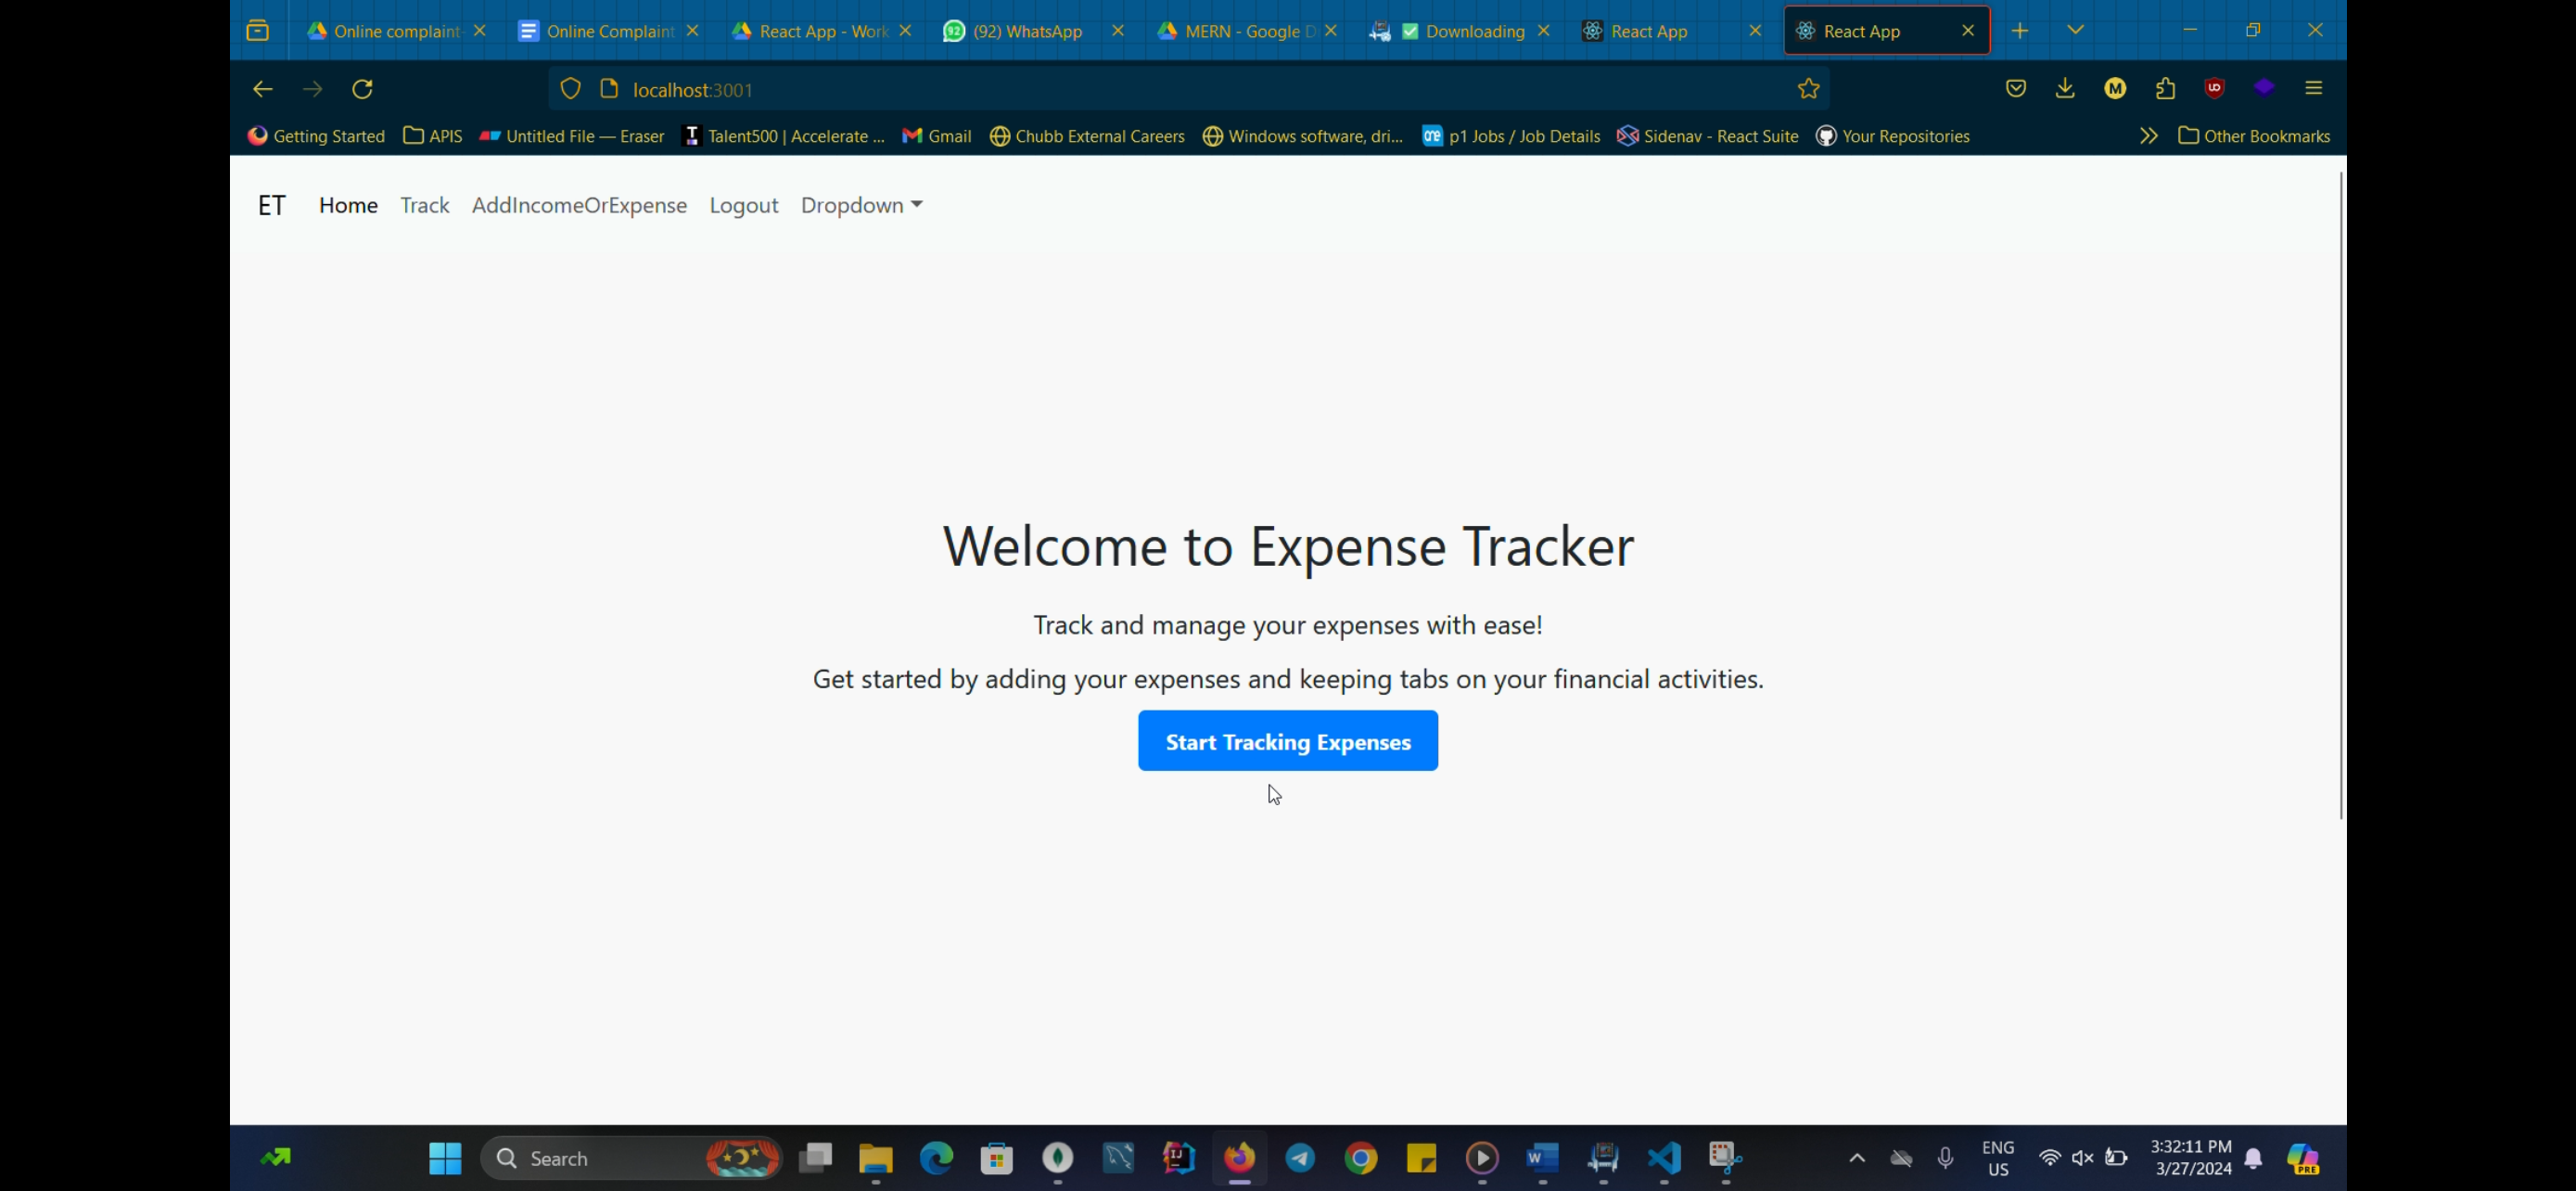 Online complaint
Online Complaint
React App - Work
(92) WhatsApp
MERN - Google D
Downloading
React App
React App
localhost:3001
Getting Started
APIS
Untitled File — Eraser
Talent500 | Accelerate ...
Gmail
Chubb External Careers
Windows software, dri...
p1 Jobs / Job Details
Sidenav - React Suite
Your Repositories
Other Bookmarks
ET
Home
Track
AddIncomeOrExpense
Logout
Dropdown
Welcome to Expense Tracker
Track and manage your expenses with ease!
Get started by adding your expenses and keeping tabs on your financial activities.
Start Tracking Expenses
Search
ENG
US
3:32:11 PM
3/27/2024
PRE